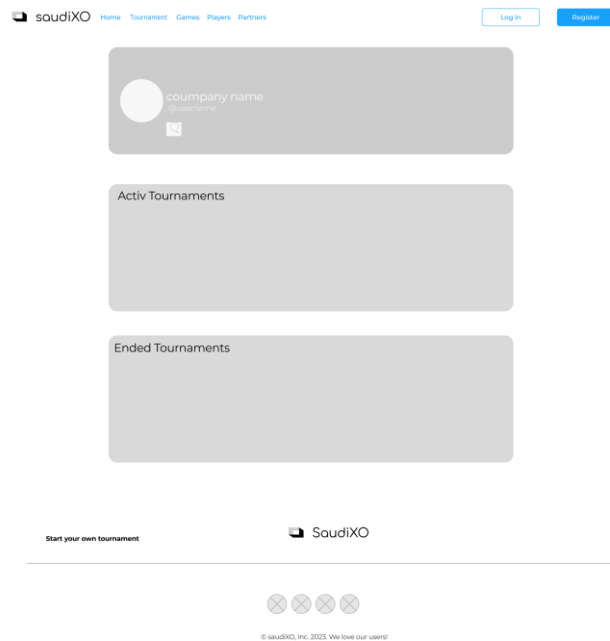 saudiXO Home Tournament Games Players Partners Log in Register
coumpany name
@username
Activ Tournaments
Ended Tournaments
Start your own tournament
SaudiXO
© saudiXO, Inc. 2023. We love our users!